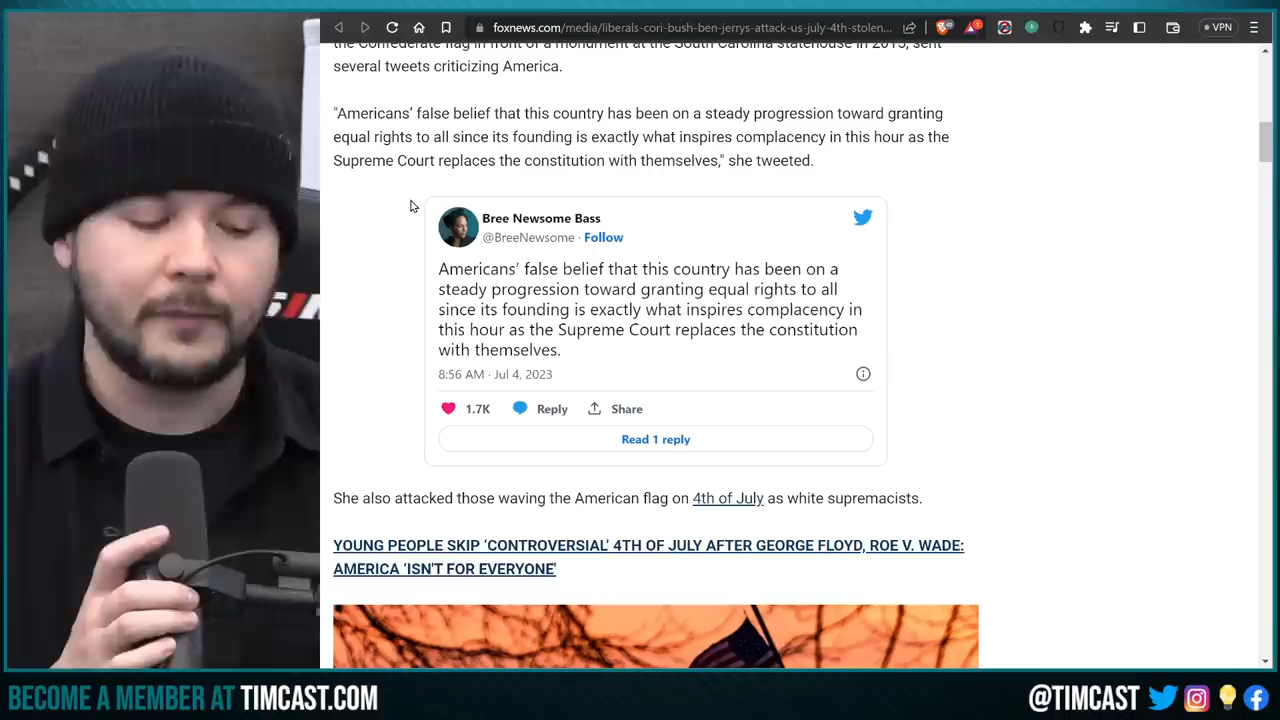 foxnews.com/media/liberals-cori-bush-ben-jerrys-attack-us-july-4th-stolen...
VPN
the Confederate flag in front of a monument at the South Carolina statehouse in 2015, sent
several tweets criticizing America.
"Americans’ false belief that this country has been on a steady progression toward granting
equal rights to all since its founding is exactly what inspires complacency in this hour as the
Supreme Court replaces the constitution with themselves," she tweeted.
Bree Newsome Bass
@BreeNewsome · Follow
Americans’ false belief that this country has been on a
steady progression toward granting equal rights to all
since its founding is exactly what inspires complacency in
this hour as the Supreme Court replaces the constitution
with themselves.
8:56 AM · Jul 4, 2023
1.7K Reply Share
Read 1 reply
She also attacked those waving the American flag on 4th of July as white supremacists.
YOUNG PEOPLE SKIP ‘CONTROVERSIAL’ 4TH OF JULY AFTER GEORGE FLOYD, ROE V. WADE:
AMERICA ‘ISN'T FOR EVERYONE’
BECOME A MEMBER AT TIMCAST.COM
@TIMCAST